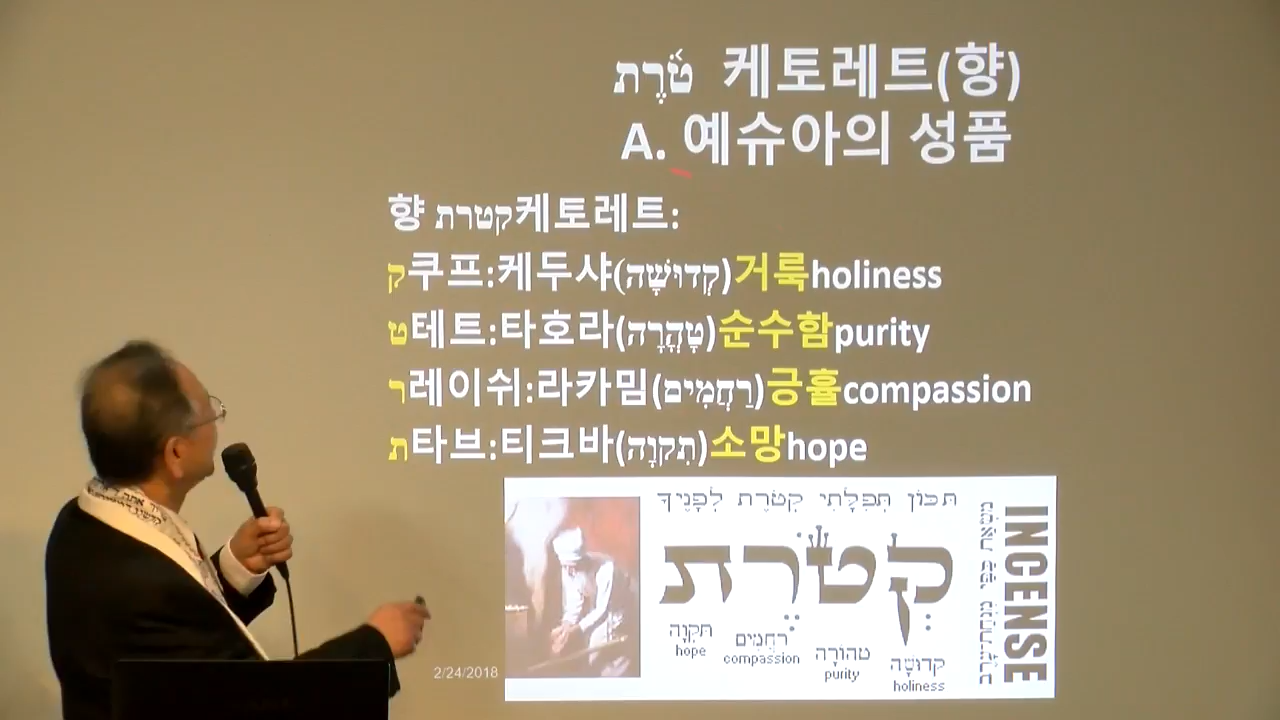 טֹ֫רֶת 케토레트(향)
A. 예슈아의 성품
향 קטרת케토레트:
ק쿠프:케두샤(קְדוּשָׁה)거룩holiness
ט테트:타호라(טָהֳרָה)순수함purity
ר레이쉬:라카밈(רַחֲמִים)긍휼compassion
ת타브:티크바(תִּקוָה)소망hope
תִּכּוֹן תְּפִלָּתִי קְטֹרֶת לְפָנֶיךָ
קְטֹרֶת
תִּקְוָה
hope
רַחֲמִים
compassion
טהוֹרָה
purity
קדוּשָׁה
holiness
מַשְׂאַת כַּפַּי מִנְחַת־עָרֶב
INCENSE
2/24/2018